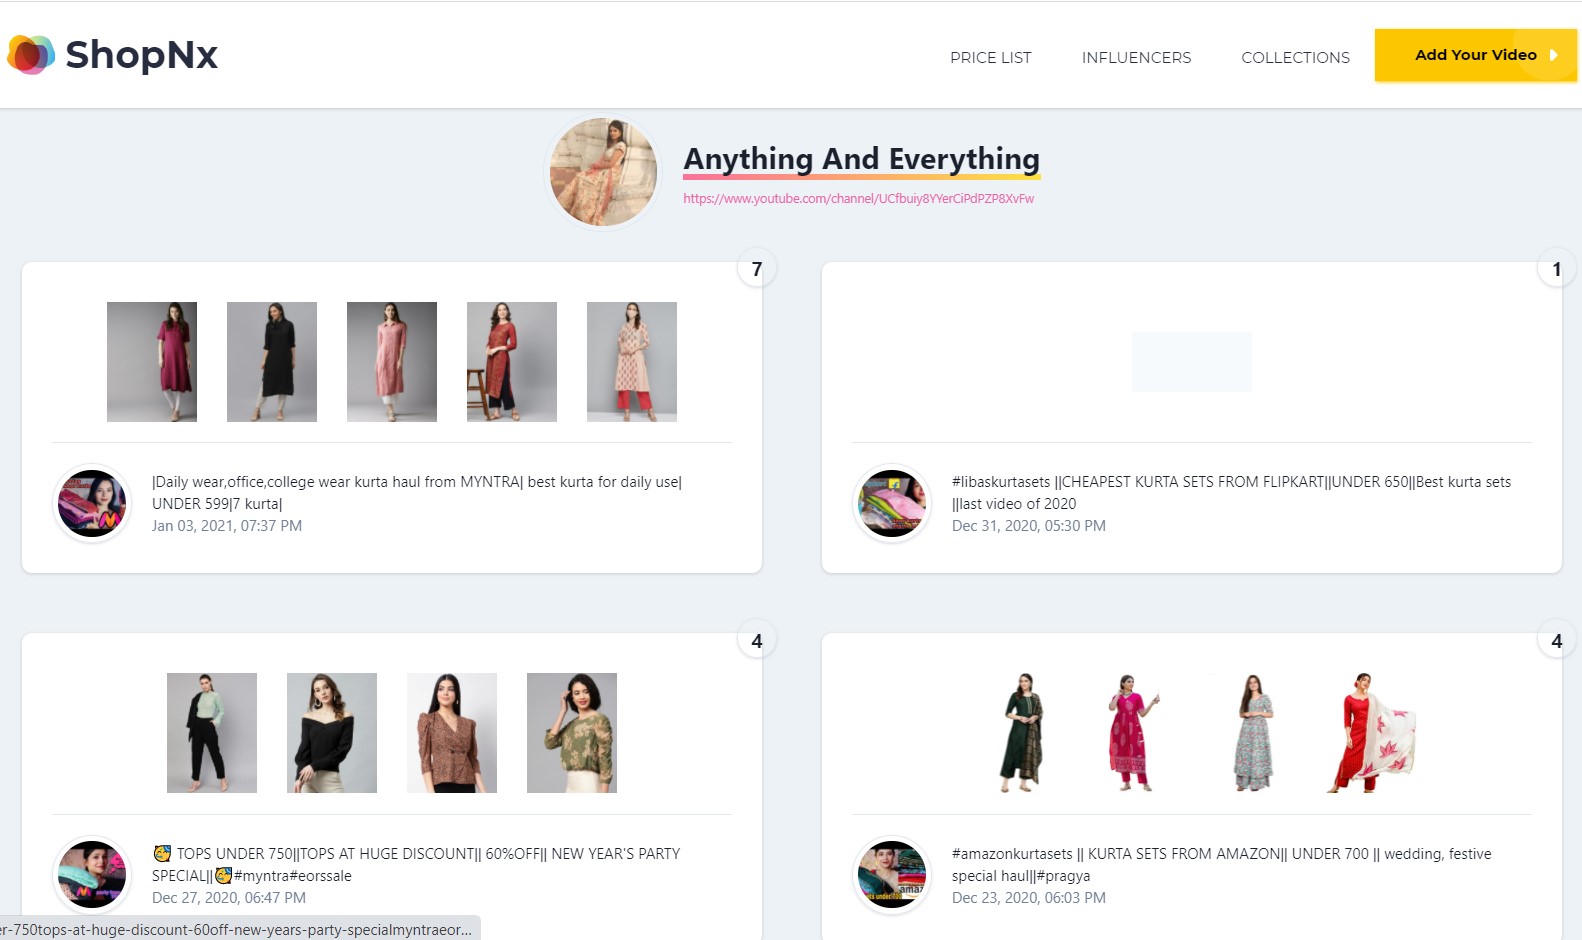 ShopNx
PRICE LIST
INFLUENCERS
COLLECTIONS
Add Your Video
Anything And Everything
https://www.youtube.com/channel/UCfbuiy8YYerCiPdPZP8XvFw
7
|Daily wear,office,college wear kurta haul from MYNTRA| best kurta for daily use|
UNDER 599|7 kurta|
Jan 03, 2021, 07:37 PM
1
#libaskurtasets ||CHEAPEST KURTA SETS FROM FLIPKART||UNDER 650||Best kurta sets
||last video of 2020
Dec 31, 2020, 05:30 PM
4
🥳 TOPS UNDER 750||TOPS AT HUGE DISCOUNT|| 60%OFF|| NEW YEAR'S PARTY
SPECIAL||🥳#myntra#eorssale
Dec 27, 2020, 06:47 PM
4
#amazonkurtasets || KURTA SETS FROM AMAZON|| UNDER 700 || wedding, festive
special haul||#pragya
Dec 23, 2020, 06:03 PM
er-750tops-at-huge-discount-60off-new-years-party-specialmyntraeor...